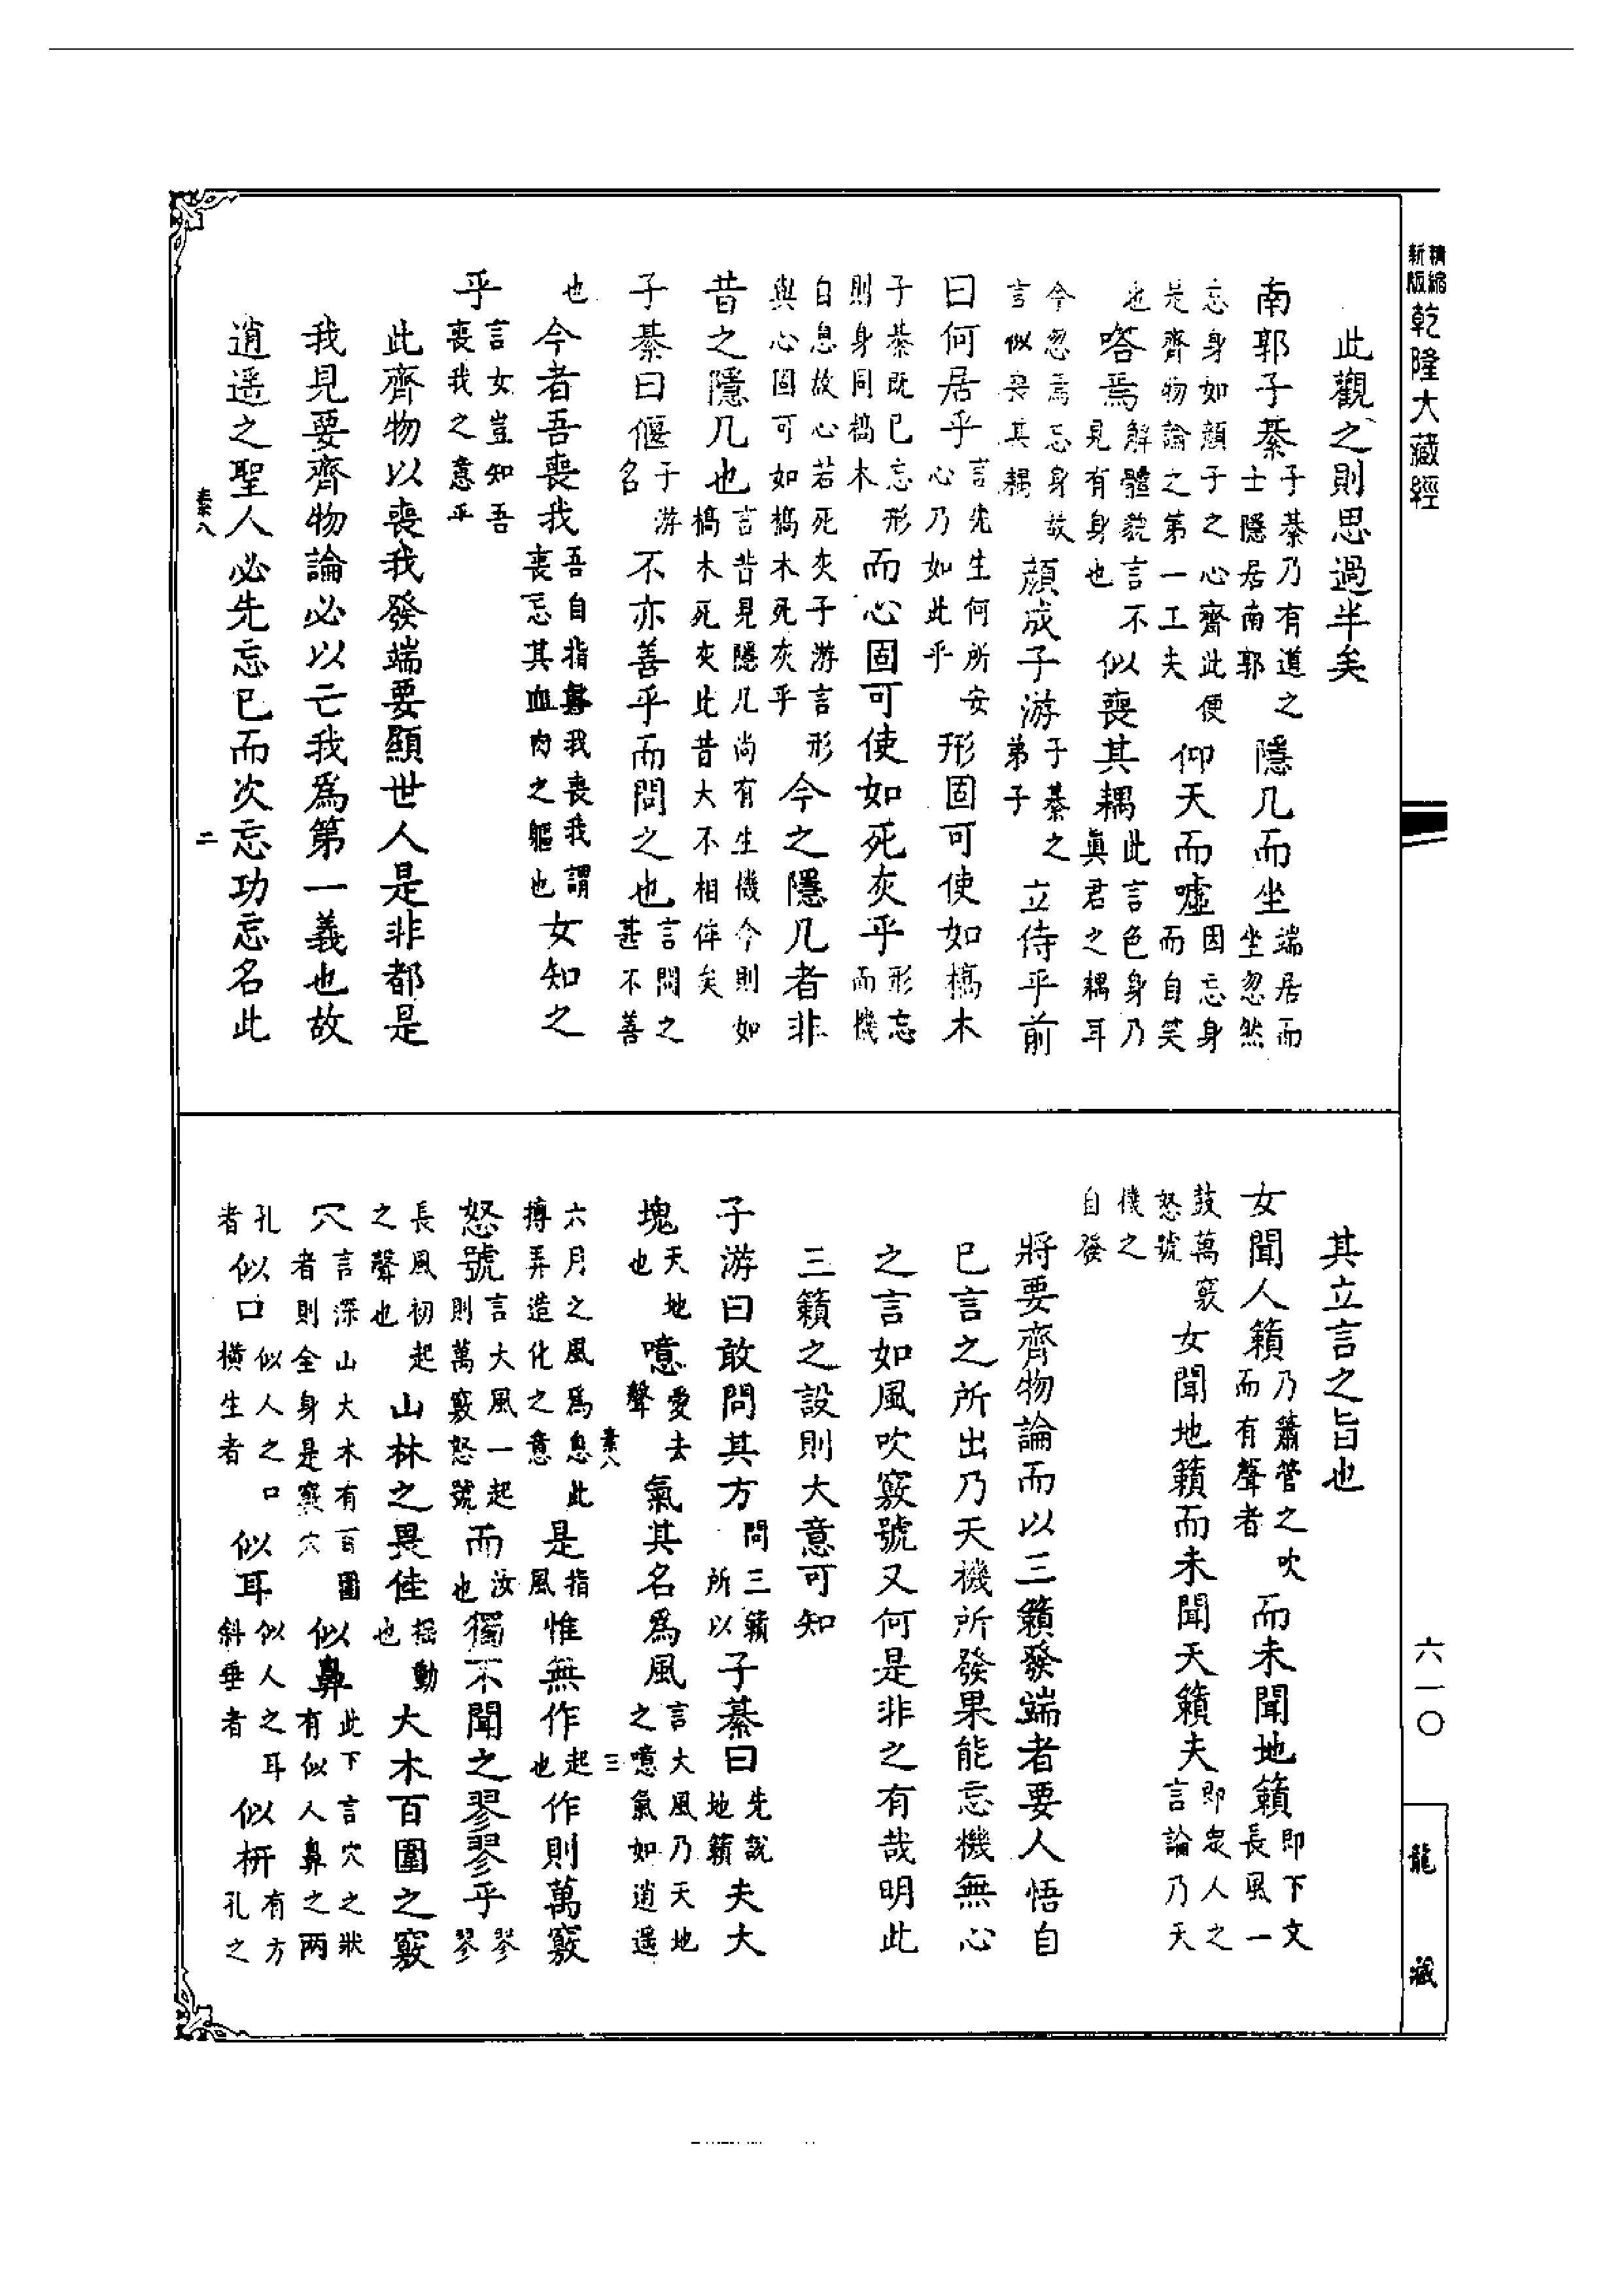 精縮新版乾隆大藏經
此觀之則思過半矣
南郭子綦子綦乃有道之士隱居南郭隱几而坐端居而坐忽然
忘身如顏子之心齋此便是齊物論之第一工夫仰天而噓因忘身而自笑
也嗒焉解體貌言不見有身也似喪其耦此言色身乃眞君之耦耳
今忽焉忘身故言似喪其耦顏成子游子綦之弟子立侍乎前
曰何居乎言先生何所安心乃如此乎形固可使如槁木
子綦既已忘形則身同槁木而心固可使如死灰乎形忘而機
自息故心若死灰子游言形與心固可如槁木死灰乎今之隱几者非
昔之隱几也言昔見隱几尚有生機今則如槁木死灰此昔大不相侔矣
子綦曰偃子游名不亦善乎而問之也言問之甚不善
也今者吾喪我吾自指眞我喪我謂喪忘其血肉之軀也女知之
乎言女豈知吾喪我之意乎
此齊物以喪我發端要顯世人是非都是
我見要齊物論必以亡我爲第一義也故
逍遥之聖人必先忘已而次忘功忘名此
素八 二
六一〇
龍藏
其立言之旨也
女聞人籟乃簫管之吹而有聲者而未聞地籟即下文長風一
鼓萬竅怒號女聞地籟而未聞天籟夫即衆人之言論乃天
機之自發
將要齊物論而以三籟發端者要人悟自
已言之所出乃天機所發果能忘機無心
之言如風吹竅號又何是非之有哉明此
三籟之設則大意可知
子游曰敢問其方問三籟所以子綦曰先說地籟夫大
塊天地也噫愛去聲氣其名爲風言大風乃天地之噫氣如逍遥
素八 三
六月之風爲息此摶弄造化之意是指風惟無作起也作則萬竅
怒號言大風一起則萬竅怒號而汝也獨不聞之翏翏乎翏翏
長風初起之聲也山林之畏佳摇動也大木百圍之竅
穴言深山大木有百圍者則全身是竅穴似鼻此下言穴之狀有似人鼻之兩
孔者似口似人之口橫生者似耳似人之耳斜垂者似枅有方孔之